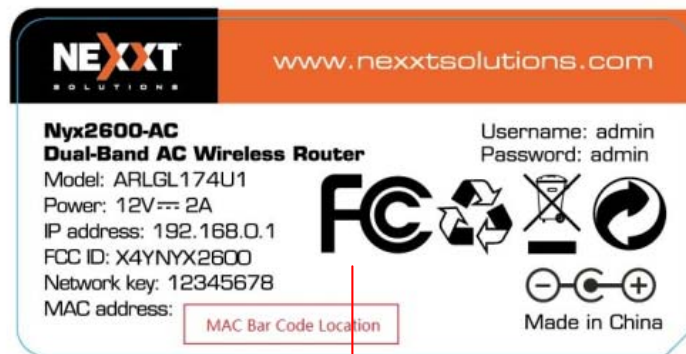 NEXXT
SOLUTIONS
www.nexxtsolutions.com
Nyx2600-AC
Dual-Band AC Wireless Router
Model: ARLGL174U1
Power: 12V⎓ 2A
IP address: 192.168.0.1
FCC ID: X4YNYX2600
Network key: 12345678
MAC address:
MAC Bar Code Location
Username: admin
Password: admin
FC
Made in China